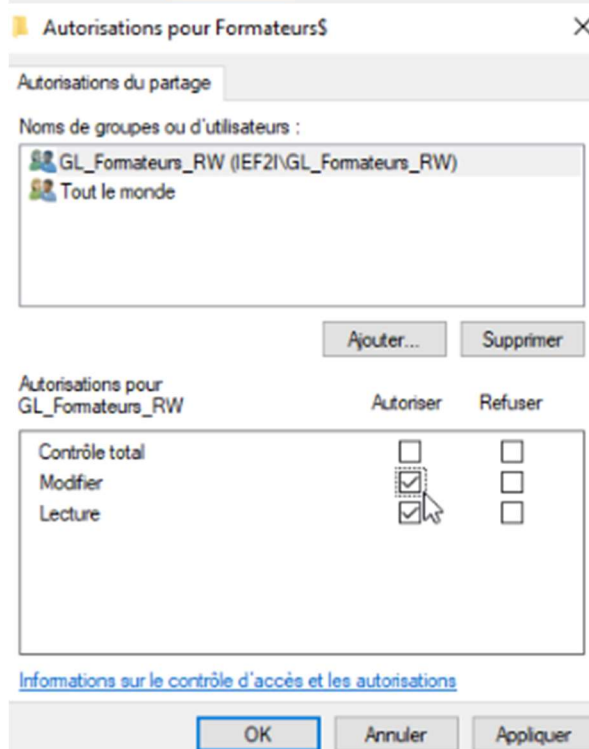 Autorisations pour Formateurs$
Autorisations du partage
Noms de groupes ou d'utilisateurs :
GL_Formateurs_RW (IEF2I\GL_Formateurs_RW)
Tout le monde
Ajouter... Supprimer
Autorisations pour
GL_Formateurs_RW Autoriser Refuser
Contrôle total
Modifier
Lecture
Informations sur le contrôle d'accès et les autorisations
OK Annuler Appliquer